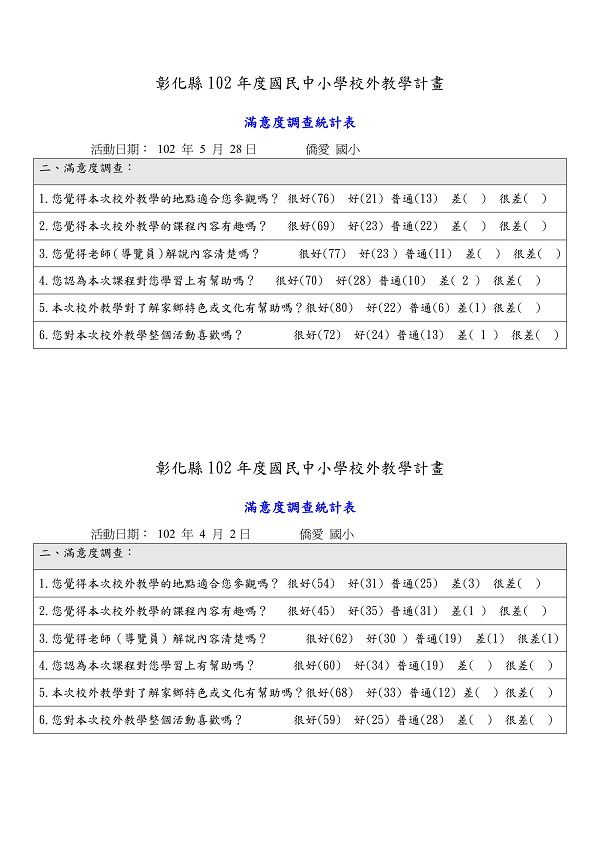 彰化縣 102 年度國民中小學校外教學計畫
滿意度調查統計表
活動日期： 102 年 5 月 28日 僑愛 國小
二、滿意度調查：
1.您覺得本次校外教學的地點適合您參觀嗎？ 很好(76) 好(21) 普通(13) 差( ) 很差( )
2.您覺得本次校外教學的課程內容有趣嗎？ 很好(69) 好(23) 普通(22) 差( ) 很差( )
3.您覺得老師(導覽員)解說內容清楚嗎？ 很好(77) 好(23 ) 普通(11) 差( ) 很差( )
4.您認為本次課程對您學習上有幫助嗎？ 很好(70) 好(28) 普通(10) 差( 2 ) 很差( )
5.本次校外教學對了解家鄉特色或文化有幫助嗎？很好(80) 好(22) 普通(6) 差(1) 很差( )
6.您對本次校外教學整個活動喜歡嗎？ 很好(72) 好(24) 普通(13) 差( 1 ) 很差( )
彰化縣 102 年度國民中小學校外教學計畫
滿意度調查統計表
活動日期： 102 年 4 月 2日 僑愛 國小
二、滿意度調查：
1.您覺得本次校外教學的地點適合您參觀嗎？ 很好(54) 好(31) 普通(25) 差(3) 很差( )
2.您覺得本次校外教學的課程內容有趣嗎？ 很好(45) 好(35) 普通(31) 差(1 ) 很差( )
3.您覺得老師（導覽員）解說內容清楚嗎？ 很好(62) 好(30 ) 普通(19) 差(1) 很差(1)
4.您認為本次課程對您學習上有幫助嗎？ 很好(60) 好(34) 普通(19) 差( ) 很差( )
5.本次校外教學對了解家鄉特色或文化有幫助嗎？很好(68) 好(33) 普通(12) 差( ) 很差( )
6.您對本次校外教學整個活動喜歡嗎？ 很好(59) 好(25) 普通(28) 差( ) 很差( )